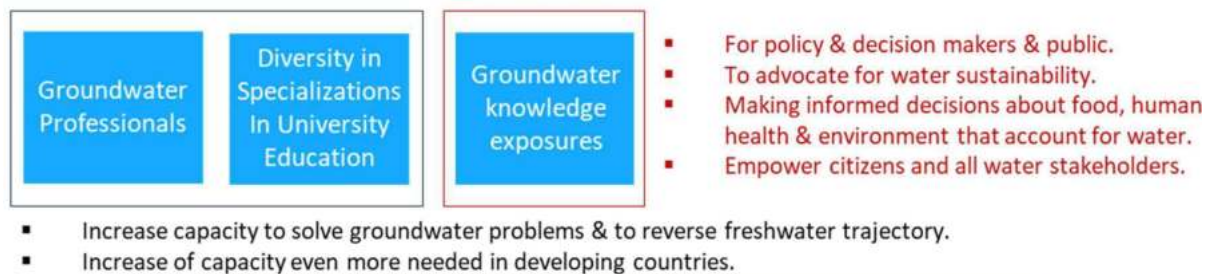 Groundwater
Professionals
Diversity in
Specializations
In University
Education
Groundwater
knowledge
exposures
▪ For policy & decision makers & public.
▪ To advocate for water sustainability.
▪ Making informed decisions about food, human
health & environment that account for water.
▪ Empower citizens and all water stakeholders.
▪ Increase capacity to solve groundwater problems & to reverse freshwater trajectory.
▪ Increase of capacity even more needed in developing countries.